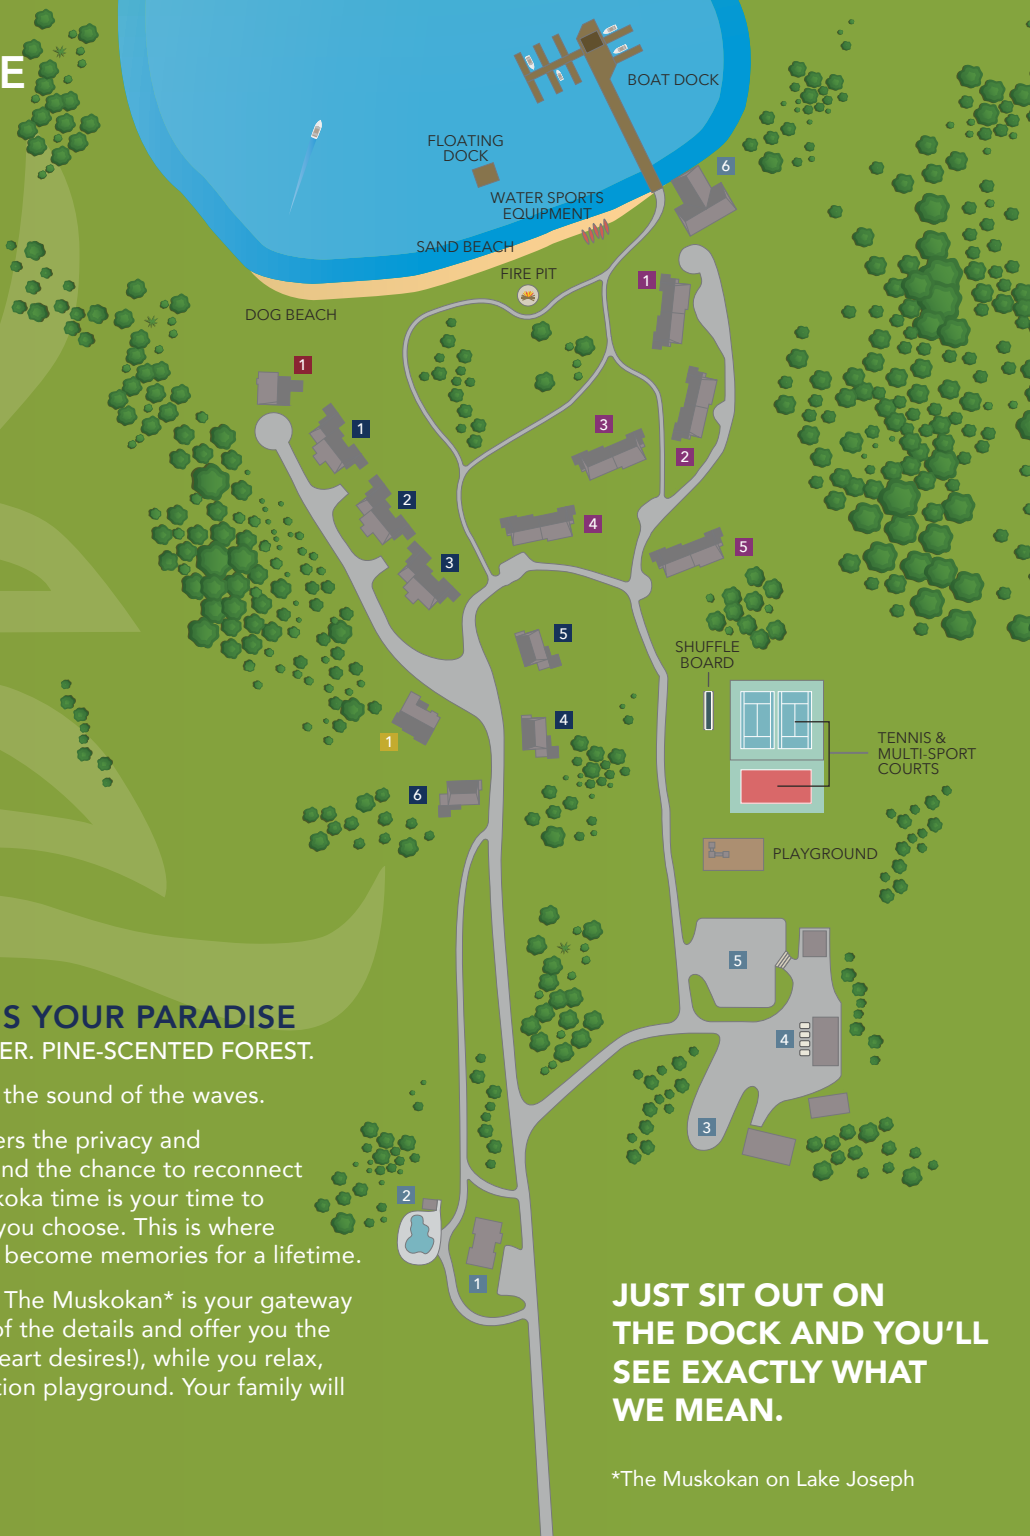 E
BOAT DOCK
FLOATING
DOCK
6
WATER SPORTS
EQUIPMENT
SAND BEACH
FIRE PIT
1
DOG BEACH
1
1
3
2
2
4
5
3
5
SHUFFLE
BOARD
4
1
TENNIS &
MULTI-SPORT
COURTS
6
PLAYGROUND
5
S YOUR PARADISE
4
ER. PINE-SCENTED FOREST.
the sound of the waves.
3
ers the privacy and
nd the chance to reconnect
koka time is your time to
2
you choose. This is where
become memories for a lifetime.
1
The Muskokan* is your gateway
of the details and offer you the
eart desires!), while you relax,
tion playground. Your family will
JUST SIT OUT ON
THE DOCK AND YOU'LL
SEE EXACTLY WHAT
WE MEAN.
*The Muskokan on Lake Joseph